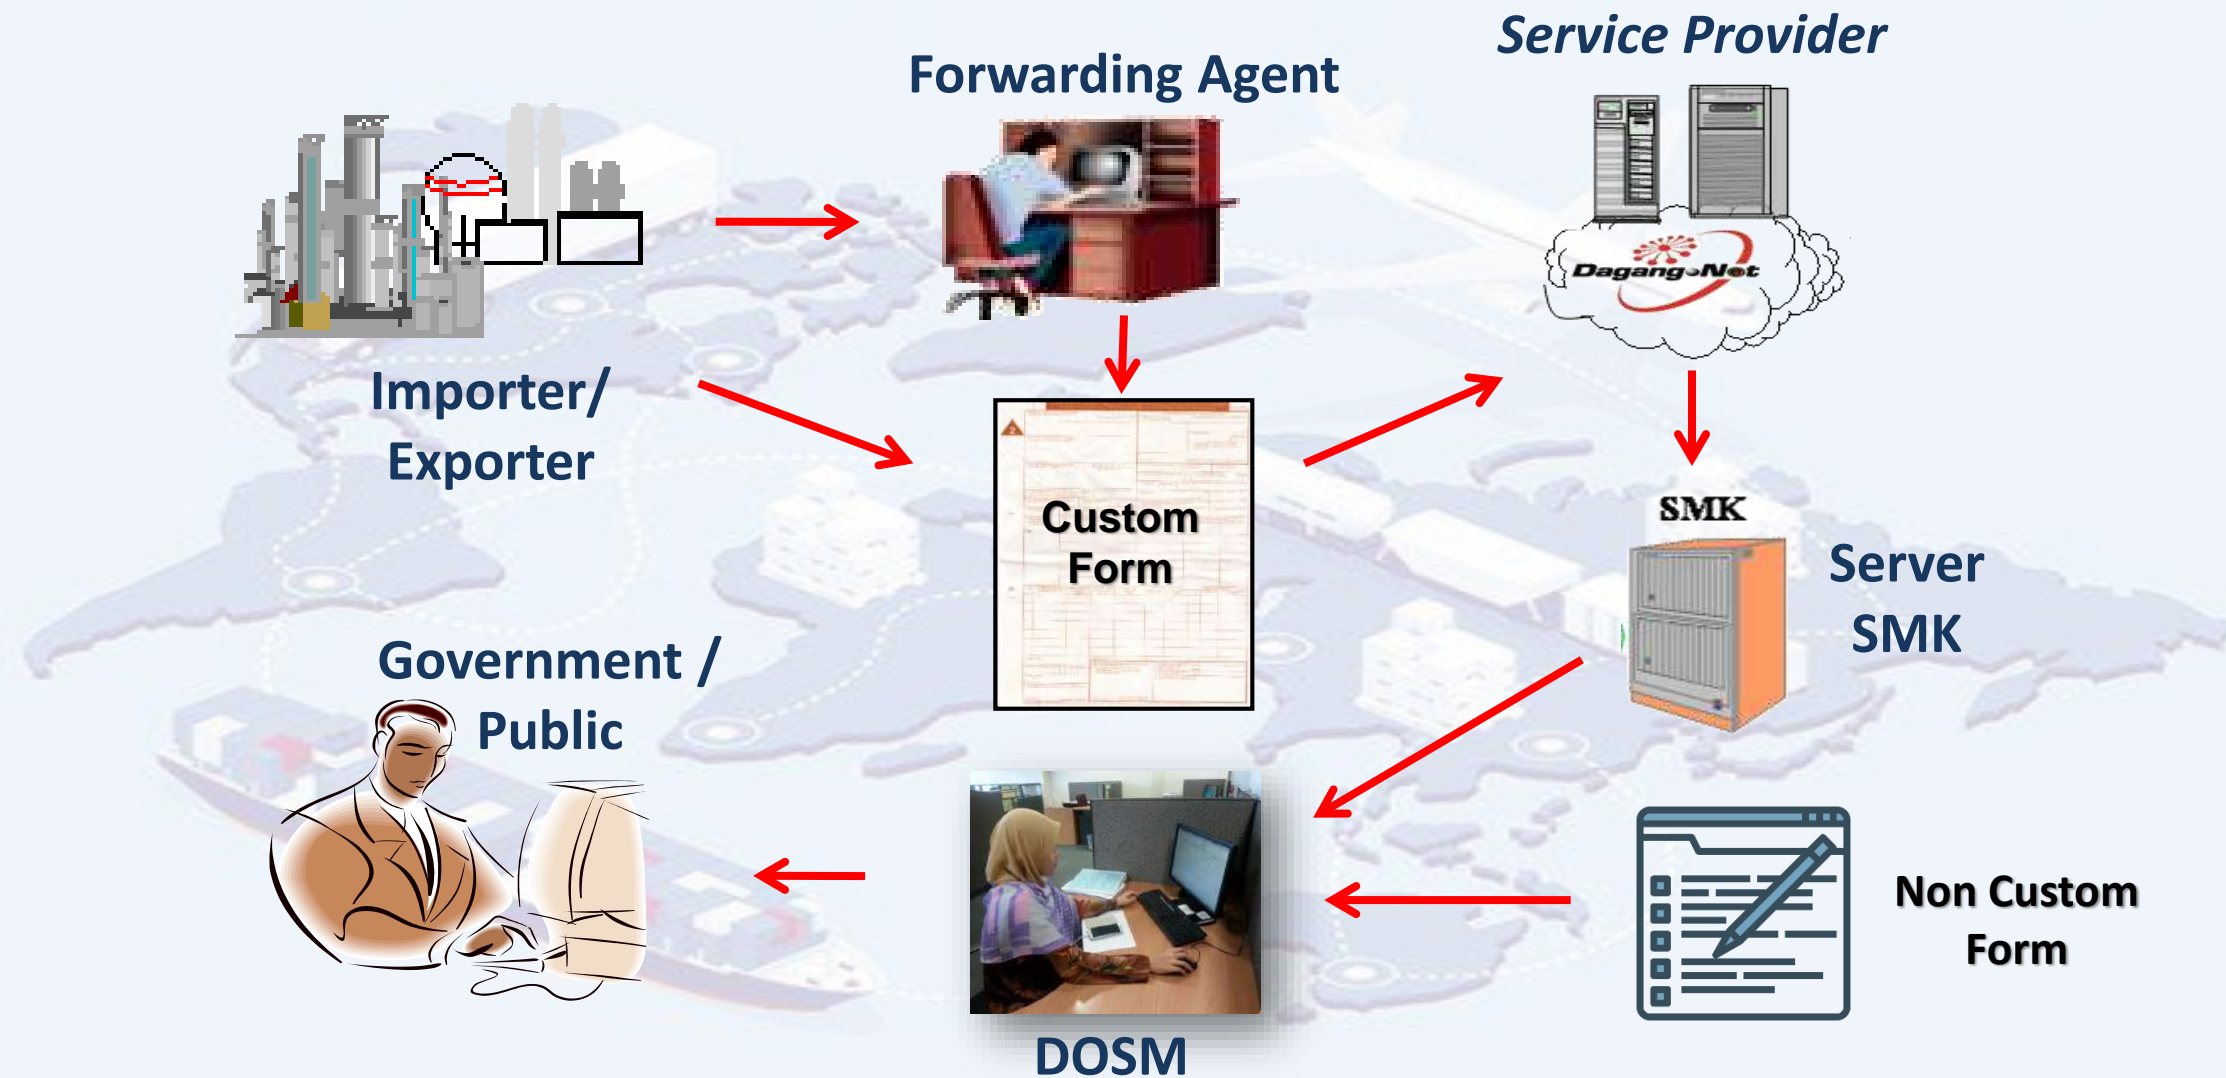 Service Provider
Forwarding Agent
Dagang Net
Importer/
Exporter
2
Custom
Form
SMK
Server
SMK
Government /
Public
Non Custom
Form
DOSM